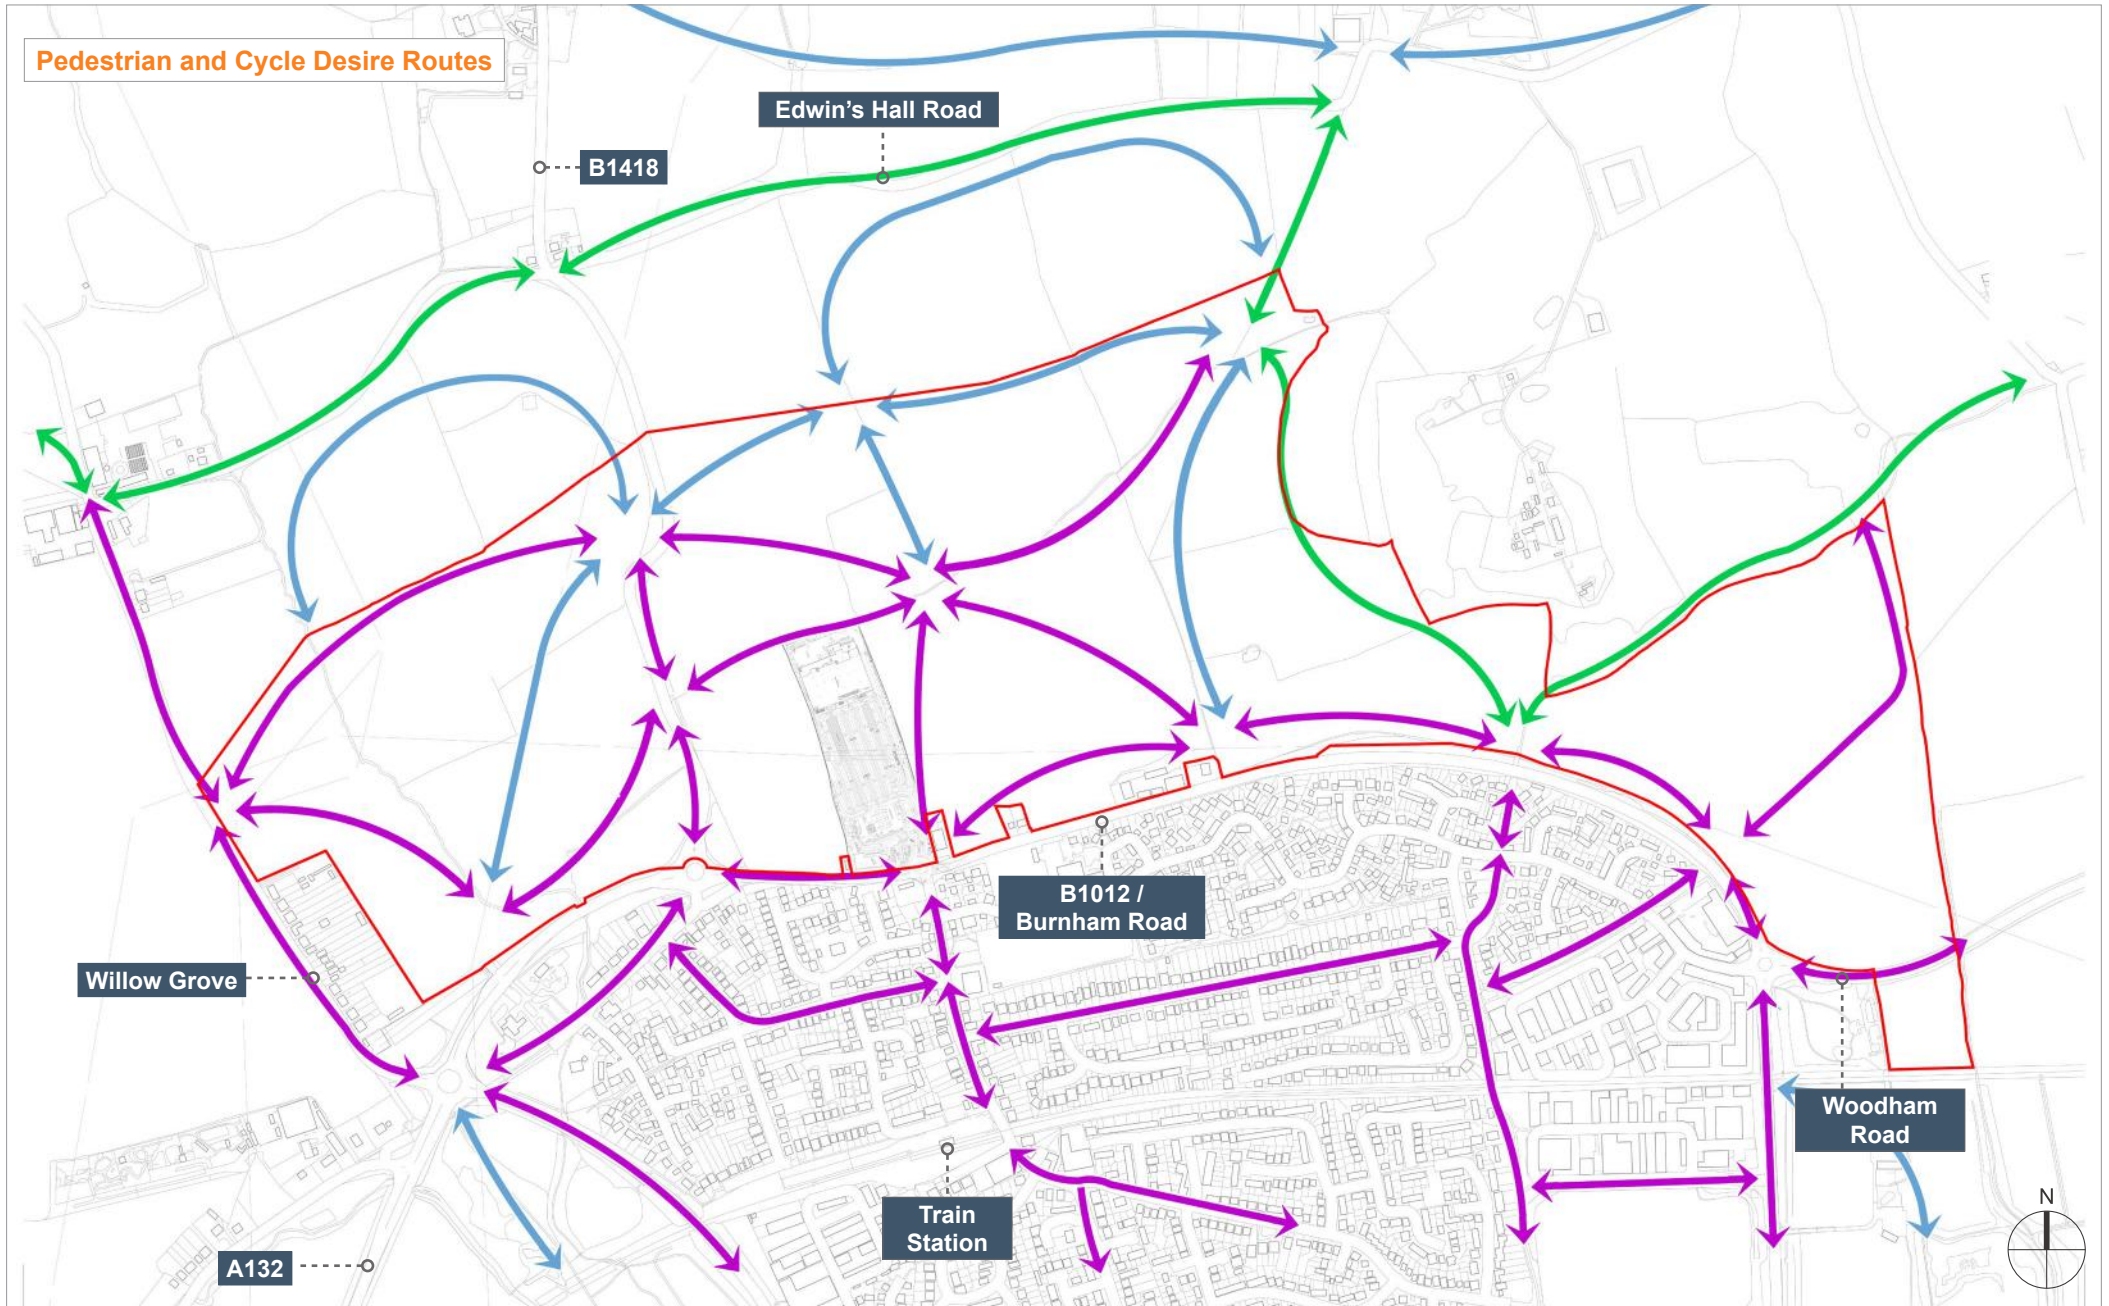 Pedestrian and Cycle Desire Routes
Edwin's Hall Road
B1418
B1012 /
Burnham Road
Willow Grove
Woodham
Road
Train
Station
A132
N